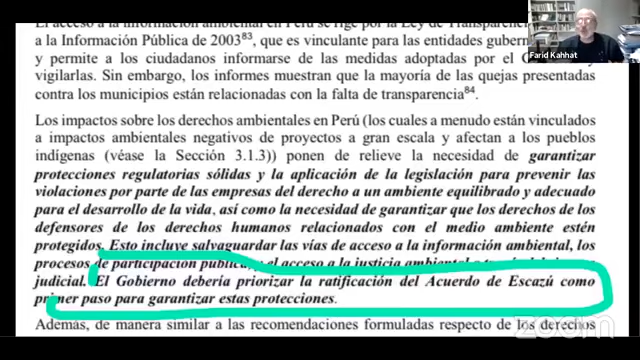 El acceso a la información ambiental en Perú se rige por la Ley de Transparencia
a la Información Pública de 2003⁸³, que es vinculante para las entidades
y permite a los ciudadanos informarse de las medidas adoptadas por el
vigilarlas. Sin embargo, los informes muestran que la mayoría de las quejas presentadas
contra los municipios están relacionadas con la falta de transparencia⁸⁴.
Los impactos sobre los derechos ambientales en Perú (los cuales a menudo están vinculados
a impactos ambientales negativos de proyectos a gran escala y afectan a los pueblos
indígenas (véase la Sección 3.1.3)) ponen de relieve la necesidad de garantizar
protecciones regulatorias sólidas y la aplicación de la legislación para prevenir las
violaciones por parte de las empresas del derecho a un ambiente equilibrado y adecuado
para el desarrollo de la vida, así como la necesidad de garantizar que los derechos de los
defensores de los derechos humanos relacionados con el medio ambiente estén
protegidos. Esto incluye salvaguardar las vías de acceso a la información ambiental, los
procesos de participación pública, y el acceso a la justicia ambiental
judicial. El Gobierno debería priorizar la ratificación del Acuerdo de Escazú como
primer paso para garantizar estas protecciones.
Además, de manera similar a las recomendaciones formuladas respecto de los derechos
Farid Kahhat
zoom